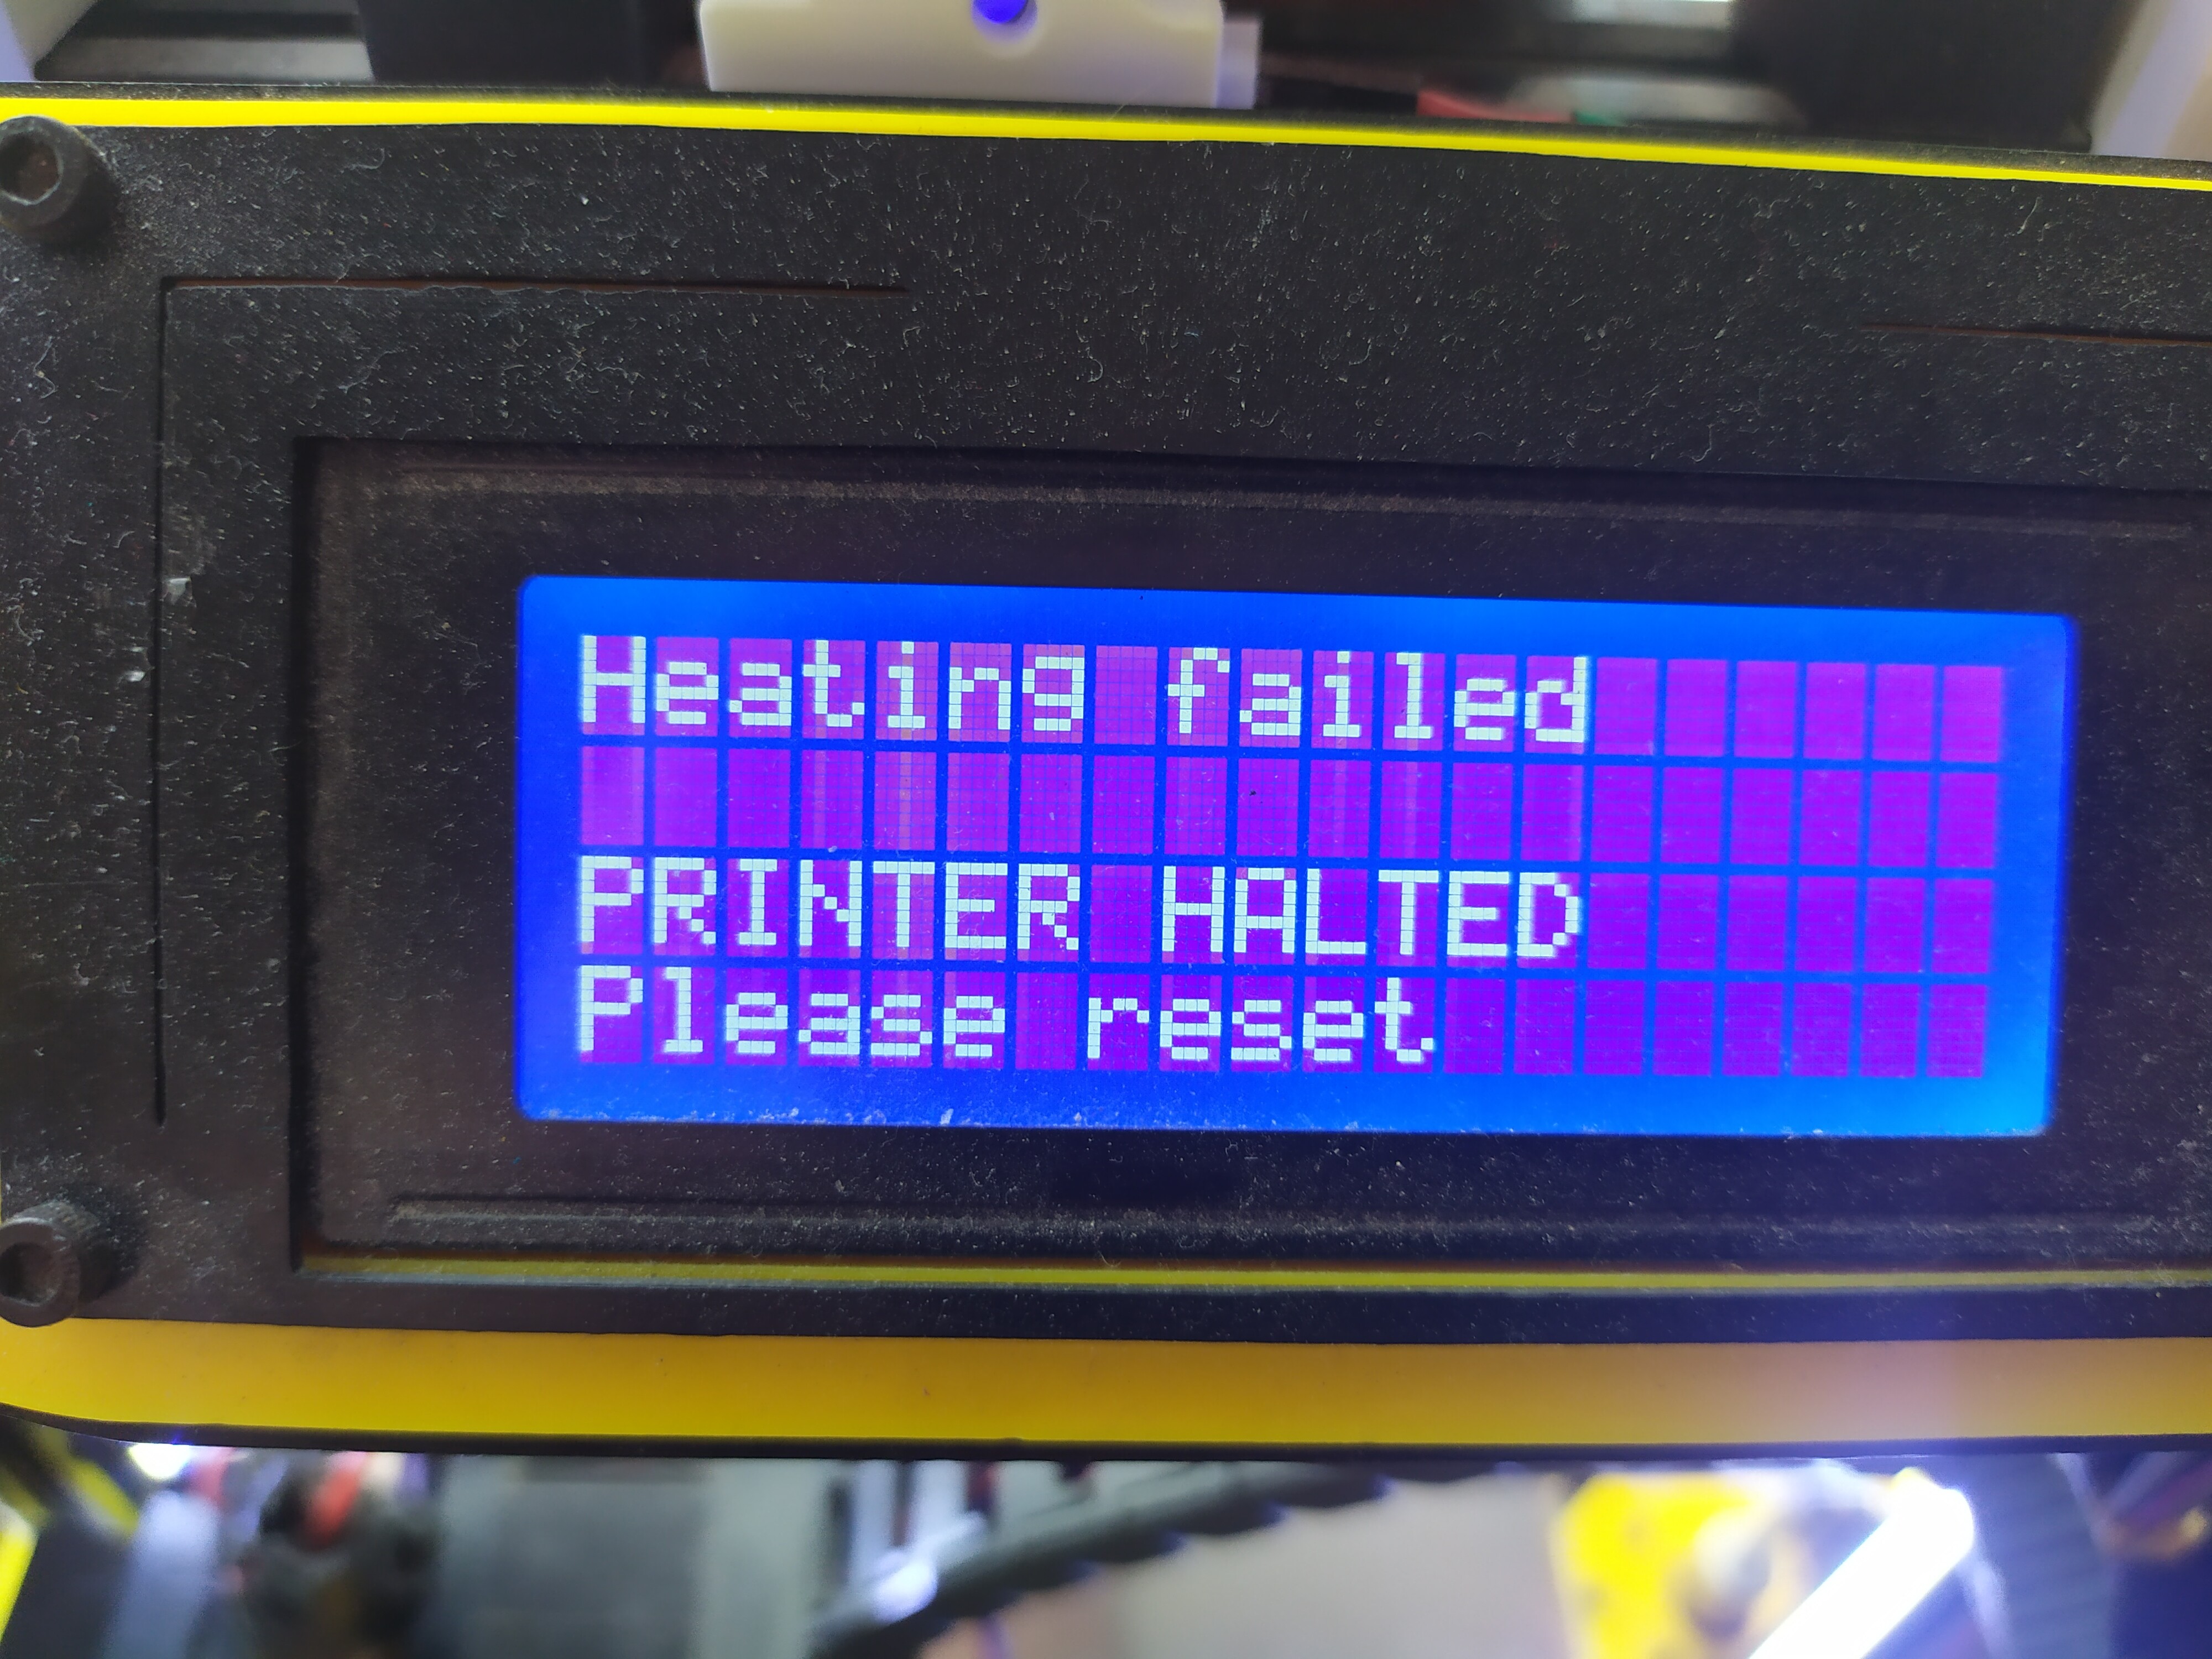 Heating failed
PRINTER HALTED
Please reset